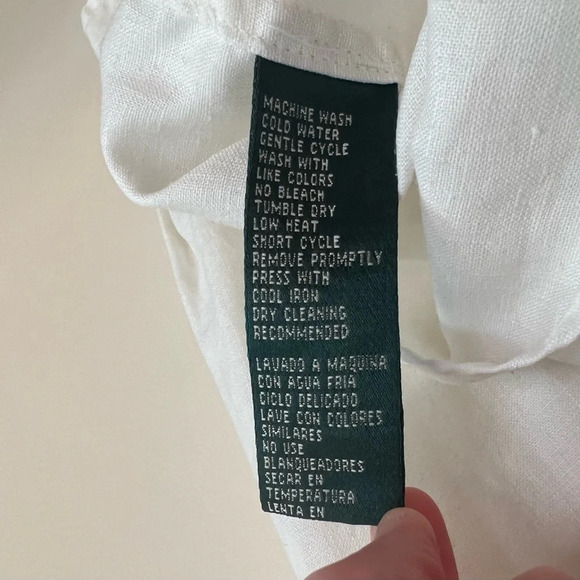 MACHINE WASH
COLD WATER
GENTLE CYCLE
WASH WITH
LIKE COLORS
NO BLEACH
TUMBLE DRY
LOW HEAT
SHORT CYCLE
REMOVE PROMPTLY
PRESS WITH
COOL IRON
DRY CLEANING
RECOMMENDED
LAVADO A MAQUINA
CON AGUA FRIA
CICLO DELICADO
LAVE CON COLORES
SIMILARES
NO USE
BLANQUEADORES
SECAR EN
TEMPERATURA
LENTA EN